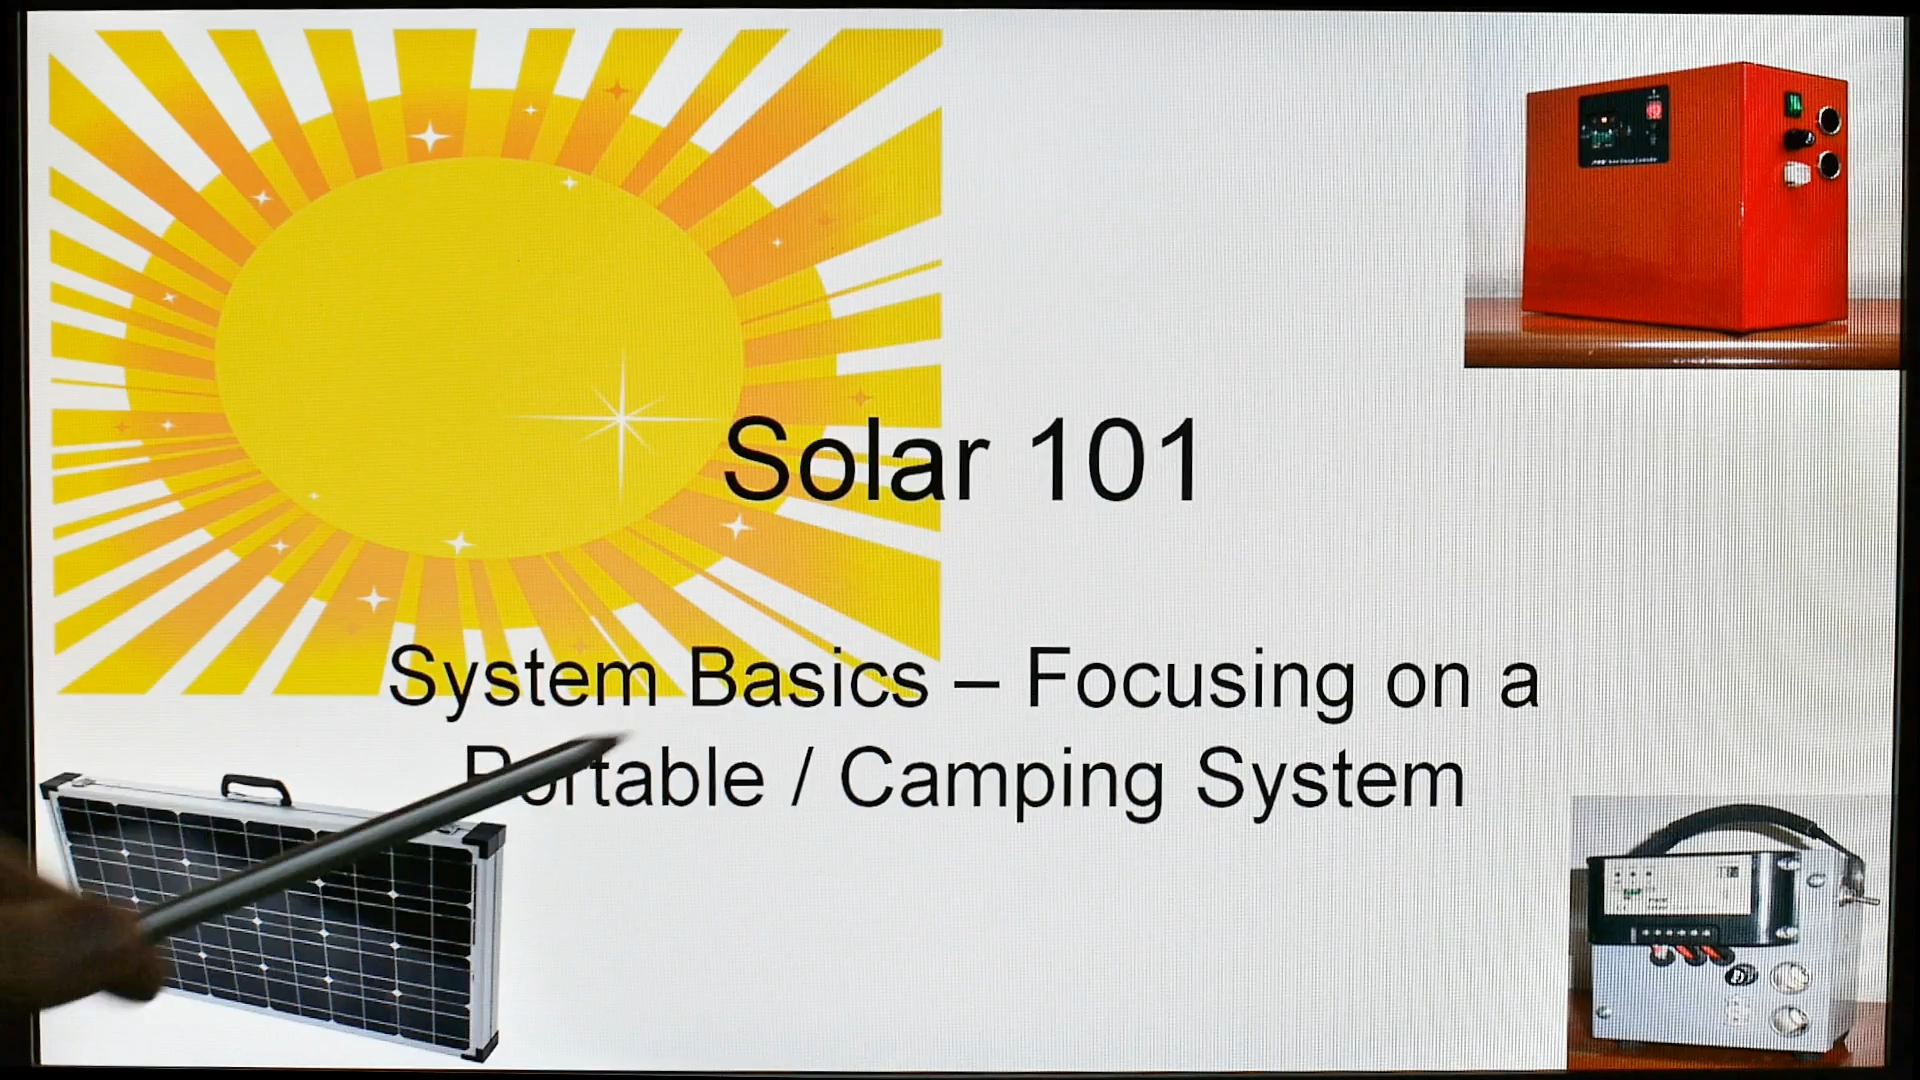 Solar 101
System Basics – Focusing on a
Portable / Camping System